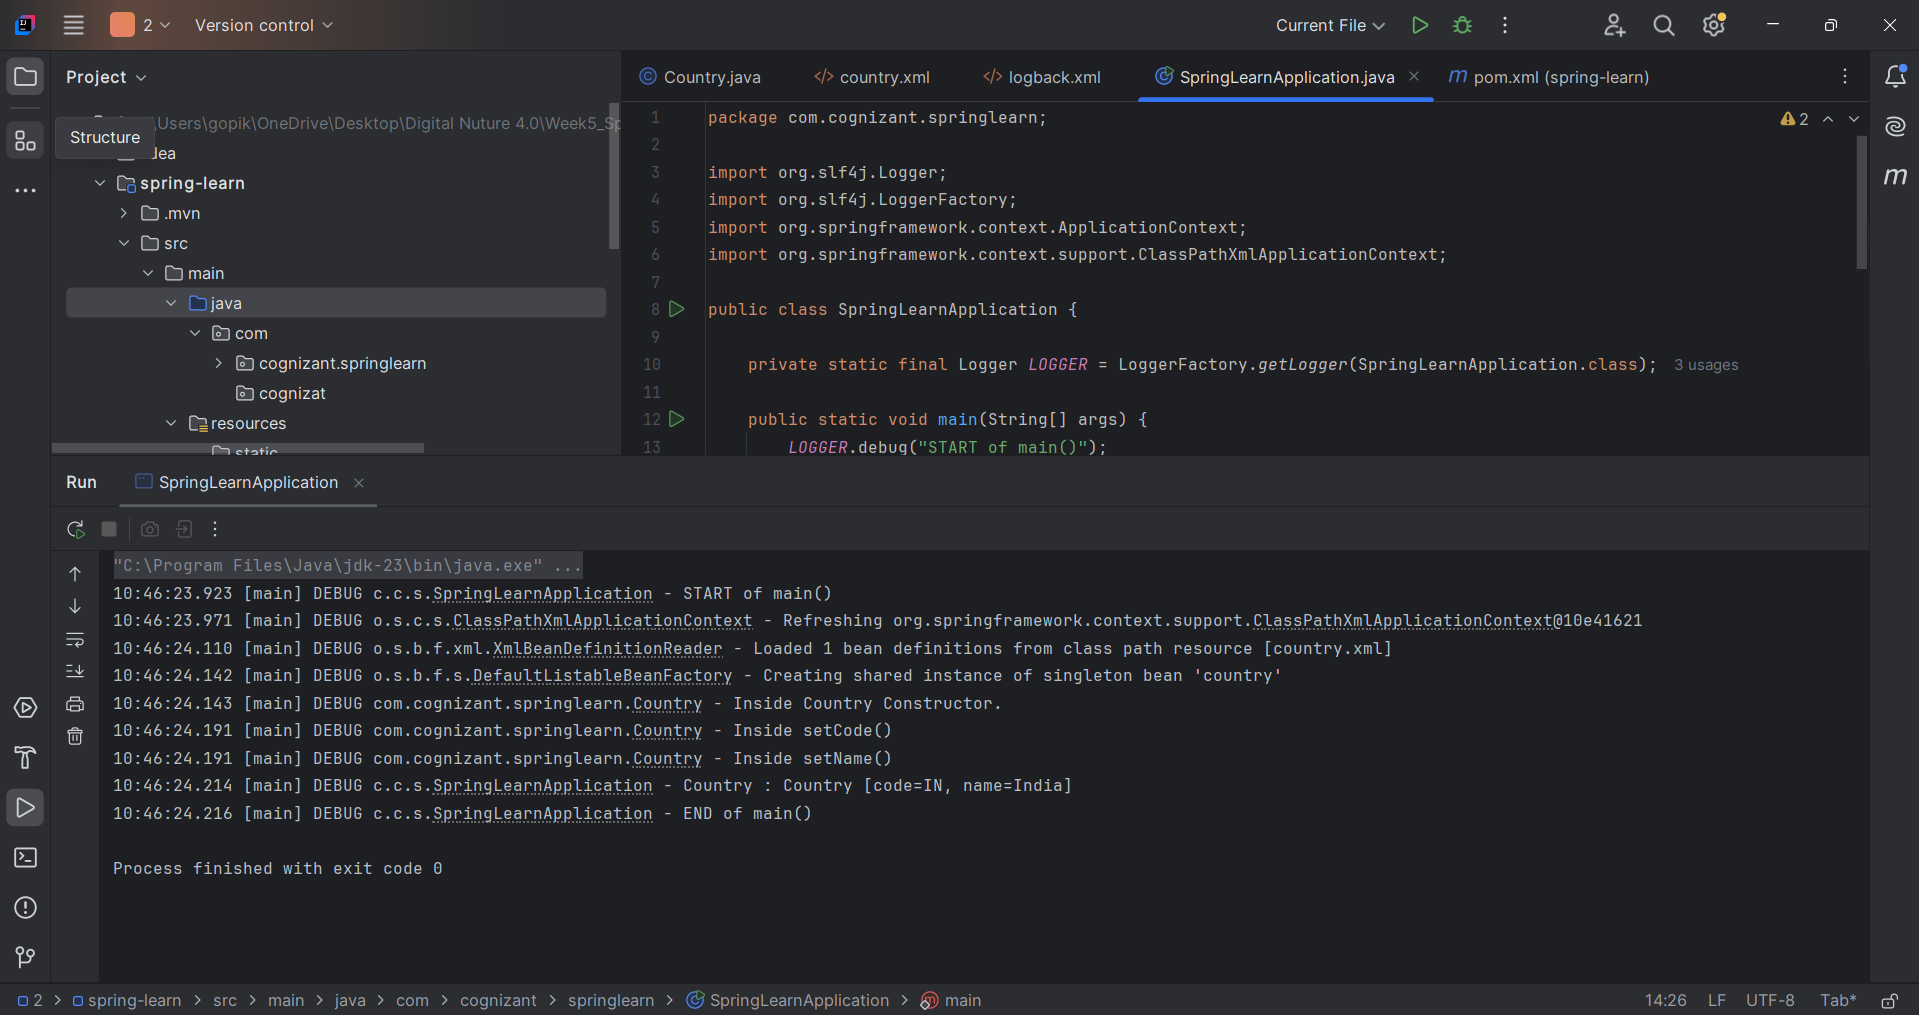 2
Version control
Current File
Project
Country.java
country.xml
logback.xml
SpringLearnApplication.java
pom.xml (spring-learn)
\Users\gopik\OneDrive\Desktop\Digital Nuture 4.0\Week5_Sp
Structure
dea
spring-learn
.mvn
src
main
java
com
cognizant.springlearn
cognizat
resources
static
2
1 package com.cognizant.springlearn;
2
3 import org.slf4j.Logger;
4 import org.slf4j.LoggerFactory;
5 import org.springframework.context.ApplicationContext;
6 import org.springframework.context.support.ClassPathXmlApplicationContext;
7
8 public class SpringLearnApplication {
9
10 private static final Logger LOGGER = LoggerFactory.getLogger(SpringLearnApplication.class); 3 usages
11
12 public static void main(String[] args) {
13 LOGGER.debug("START of main()");
Run
SpringLearnApplication
"C:\Program Files\Java\jdk-23\bin\java.exe" ...
10:46:23.923 [main] DEBUG c.c.s.SpringLearnApplication - START of main()
10:46:23.971 [main] DEBUG o.s.c.s.ClassPathXmlApplicationContext - Refreshing org.springframework.context.support.ClassPathXmlApplicationContext@10e41621
10:46:24.110 [main] DEBUG o.s.b.f.xml.XmlBeanDefinitionReader - Loaded 1 bean definitions from class path resource [country.xml]
10:46:24.142 [main] DEBUG o.s.b.f.s.DefaultListableBeanFactory - Creating shared instance of singleton bean 'country'
10:46:24.143 [main] DEBUG com.cognizant.springlearn.Country - Inside Country Constructor.
10:46:24.191 [main] DEBUG com.cognizant.springlearn.Country - Inside setCode()
10:46:24.191 [main] DEBUG com.cognizant.springlearn.Country - Inside setName()
10:46:24.214 [main] DEBUG c.c.s.SpringLearnApplication - Country : Country [code=IN, name=India]
10:46:24.216 [main] DEBUG c.c.s.SpringLearnApplication - END of main()
Process finished with exit code 0
2 > spring-learn > src > main > java > com > cognizant > springlearn > SpringLearnApplication > main
14:26 LF UTF-8 Tab*